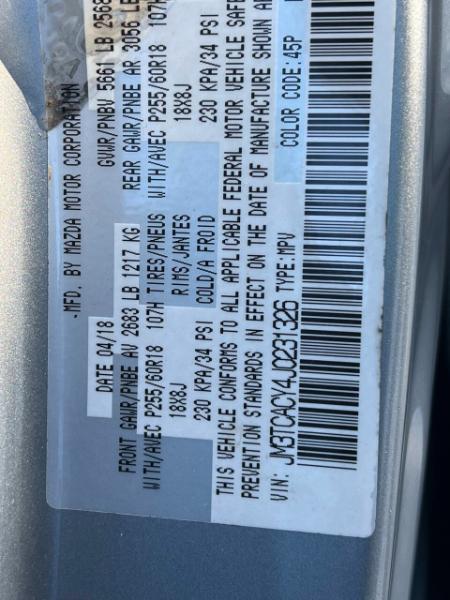 -MFD. BY MAZDA MOTOR CORPORATION
DATE 04/18 GVWR/PNBV 5661 LB 2568
FRONT GAWR/PNBE AV 2683 LB 1217 KG REAR GAWR/PNBE AR 3056 LB
WITH/AVEC P255/60R18 107H TIRES/PNEUS WITH/AVEC P255/60R18 107H
18X8J RIMS/JANTES 18X8J
230 KPA/34 PSI COLD/A FROID 230 KPA/34 PSI
THIS VEHICLE CONFORMS TO ALL APPLICABLE FEDERAL MOTOR VEHICLE SAFE
PREVENTION STANDARDS IN EFFECT ON THE DATE OF MANUFACTURE SHOWN AB
VIN: JM3TCACY4J0231326 TYPE: MPV COLOR CODE: 45P